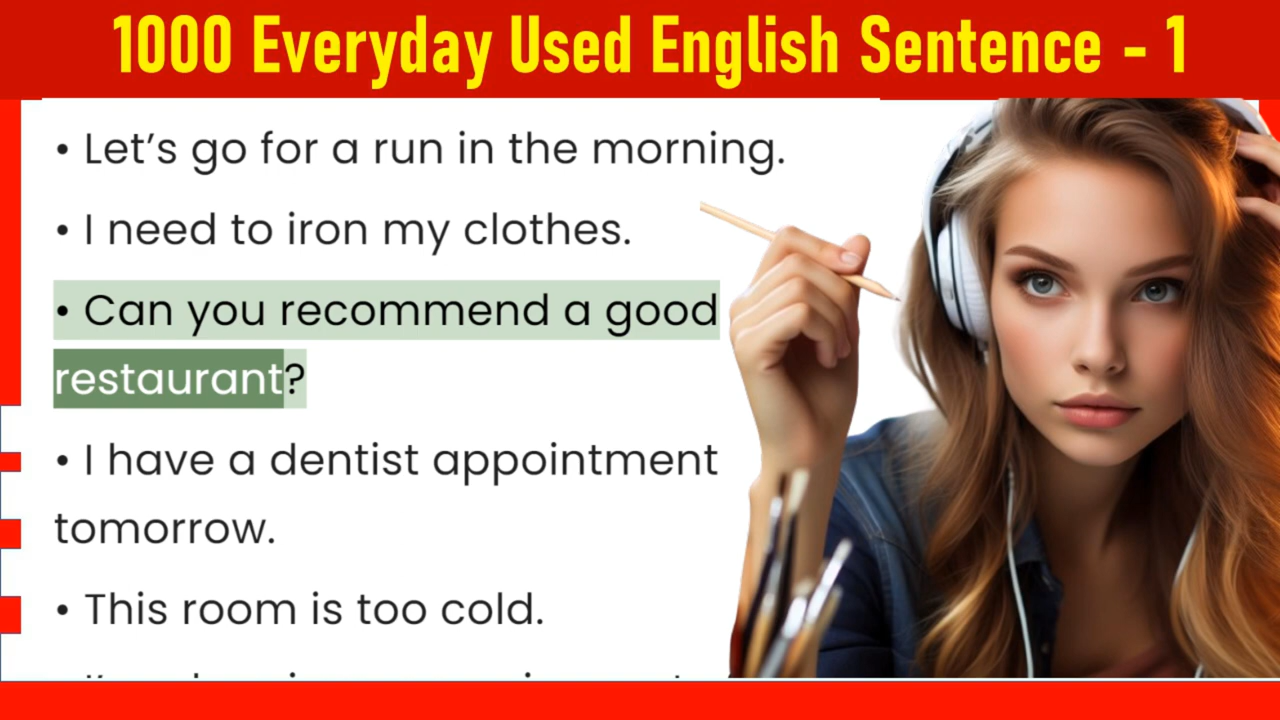 1000 Everyday Used English Sentence - 1
• Let’s go for a run in the morning.
• I need to iron my clothes.
• Can you recommend a good
restaurant?
• I have a dentist appointment
tomorrow.
• This room is too cold.